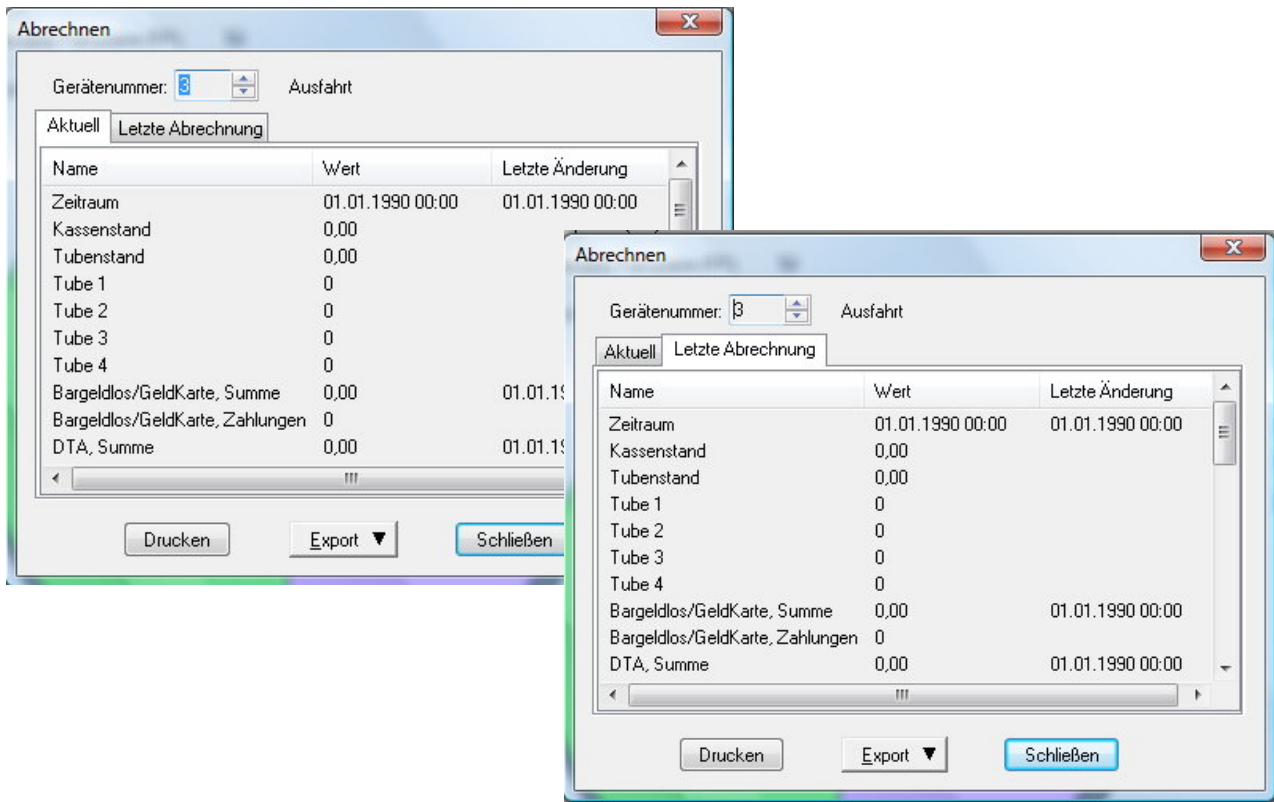 Abrechnen
Gerätenummer: 3 Ausfahrt
Aktuell Letzte Abrechnung
Name Wert Letzte Änderung
Zeitraum 01.01.1990 00:00 01.01.1990 00:00
Kassenstand 0,00
Tubenstand 0,00
Tube 1 0
Tube 2 0
Tube 3 0
Tube 4 0
Bargeldlos/GeldKarte, Summe 0,00 01.01.19
Bargeldlos/GeldKarte, Zahlungen 0
DTA, Summe 0,00 01.01.19
Drucken Export ▼ Schließen
Abrechnen
Gerätenummer: 3 Ausfahrt
Aktuell Letzte Abrechnung
Name Wert Letzte Änderung
Zeitraum 01.01.1990 00:00 01.01.1990 00:00
Kassenstand 0,00
Tubenstand 0,00
Tube 1 0
Tube 2 0
Tube 3 0
Tube 4 0
Bargeldlos/GeldKarte, Summe 0,00 01.01.1990 00:00
Bargeldlos/GeldKarte, Zahlungen 0
DTA, Summe 0,00 01.01.1990 00:00
Drucken Export ▼ Schließen